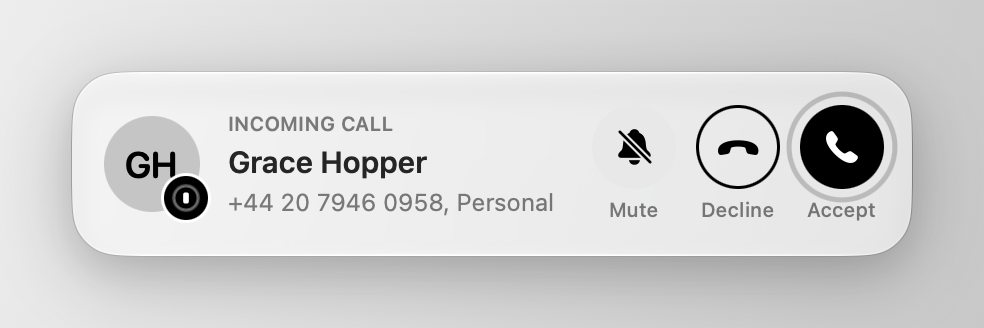 GH
INCOMING CALL
Grace Hopper
+44 20 7946 0958, Personal
Mute
Decline
Accept